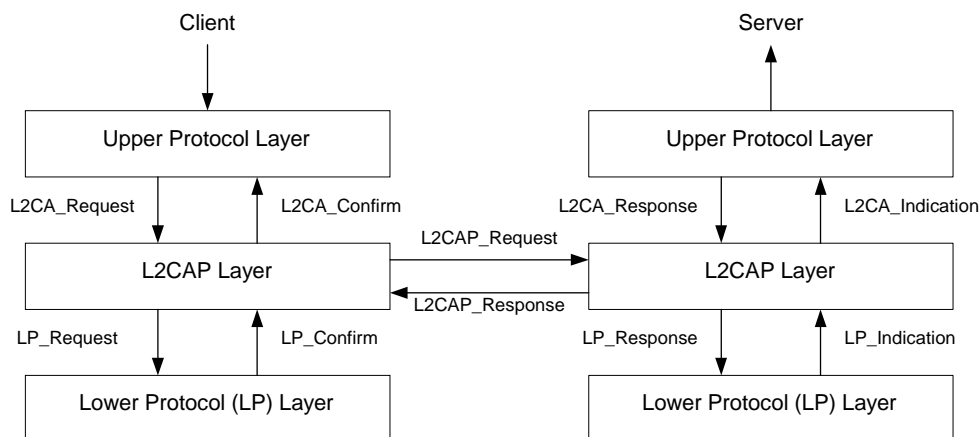 Client
Server
Upper Protocol Layer
Upper Protocol Layer
L2CA_Request
L2CA_Confirm
L2CA_Response
L2CA_Indication
L2CAP_Request
L2CAP Layer
L2CAP Layer
L2CAP_Response
LP_Request
LP_Confirm
LP_Response
LP_Indication
Lower Protocol (LP) Layer
Lower Protocol (LP) Layer